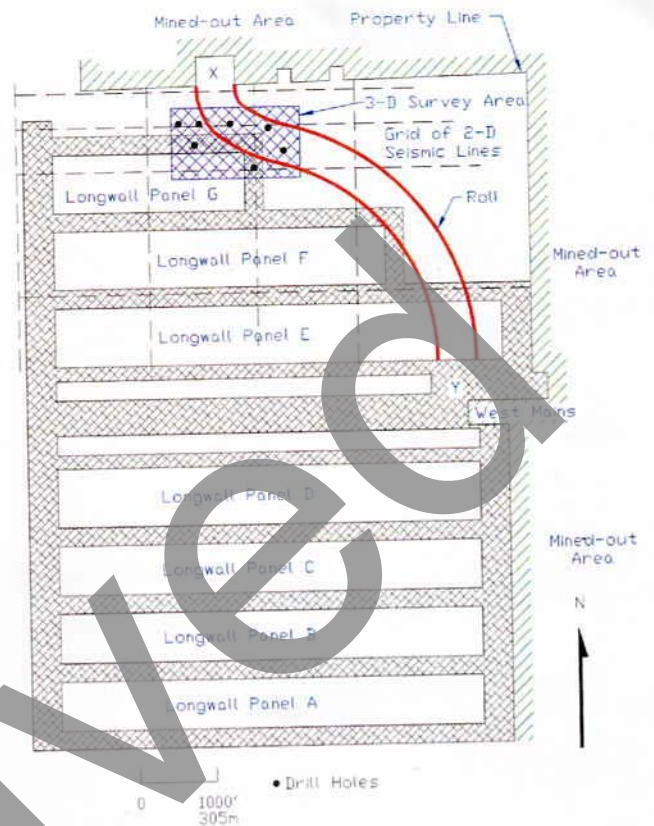 Mined-out Area
Property Line
X
3-D Survey Area
Grid of 2-D
Seismic Lines
Longwall Panel G
Roll
Longwall Panel F
Mined-out
Area
Longwall Panel E
Y
West Mains
Longwall Panel D
Mined-out
Area
Longwall Panel C
N
Longwall Panel B
Longwall Panel A
Drill Holes
0 1000'
305m
ved